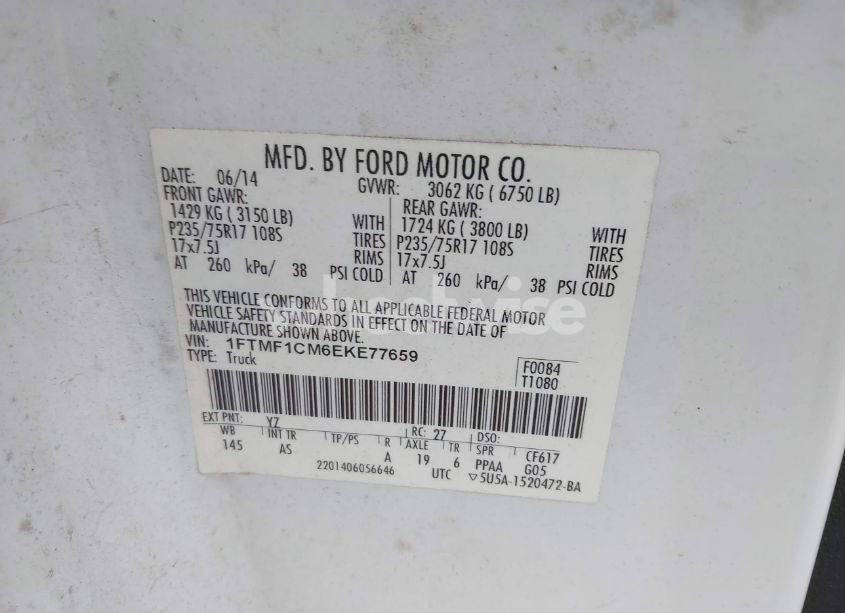 MFD. BY FORD MOTOR CO.
DATE: 06/14 GVWR: 3062 KG ( 6750 LB)
FRONT GAWR: REAR GAWR:
1429 KG ( 3150 LB) WITH 1724 KG ( 3800 LB) WITH
P235/75R17 108S TIRES P235/75R17 108S TIRES
17x7.5J RIMS 17x7.5J RIMS
AT 260 kPa/ 38 PSI COLD AT 260 kPa/ 38 PSI COLD
THIS VEHICLE CONFORMS TO ALL APPLICABLE FEDERAL MOTOR
VEHICLE SAFETY STANDARDS IN EFFECT ON THE DATE OF
MANUFACTURE SHOWN ABOVE.
VIN: 1FTMF1CM6EKE77659
TYPE: Truck
F0084
T1080
EXT PNT: YZ RC: 27 DSO:
WB INT TR TP/PS R AXLE TR SPR CF617
145 AS A 19 6 PPAA G05
2201406056646 UTC ▽5U5A-1520472-BA